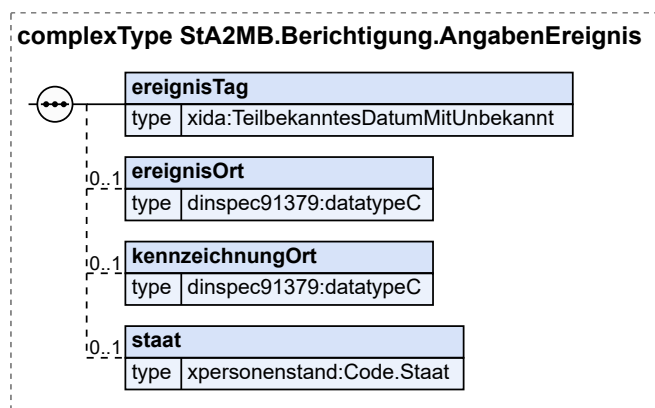 complexType StA2MB.Berichtigung.AngabenEreignis
ereignisTag
type xida:TeilbekanntesDatumMitUnbekannt
0..1
ereignisOrt
type dinspec91379:datatypeC
0..1
kennzeichnungOrt
type dinspec91379:datatypeC
0..1
staat
type xpersonenstand:Code.Staat